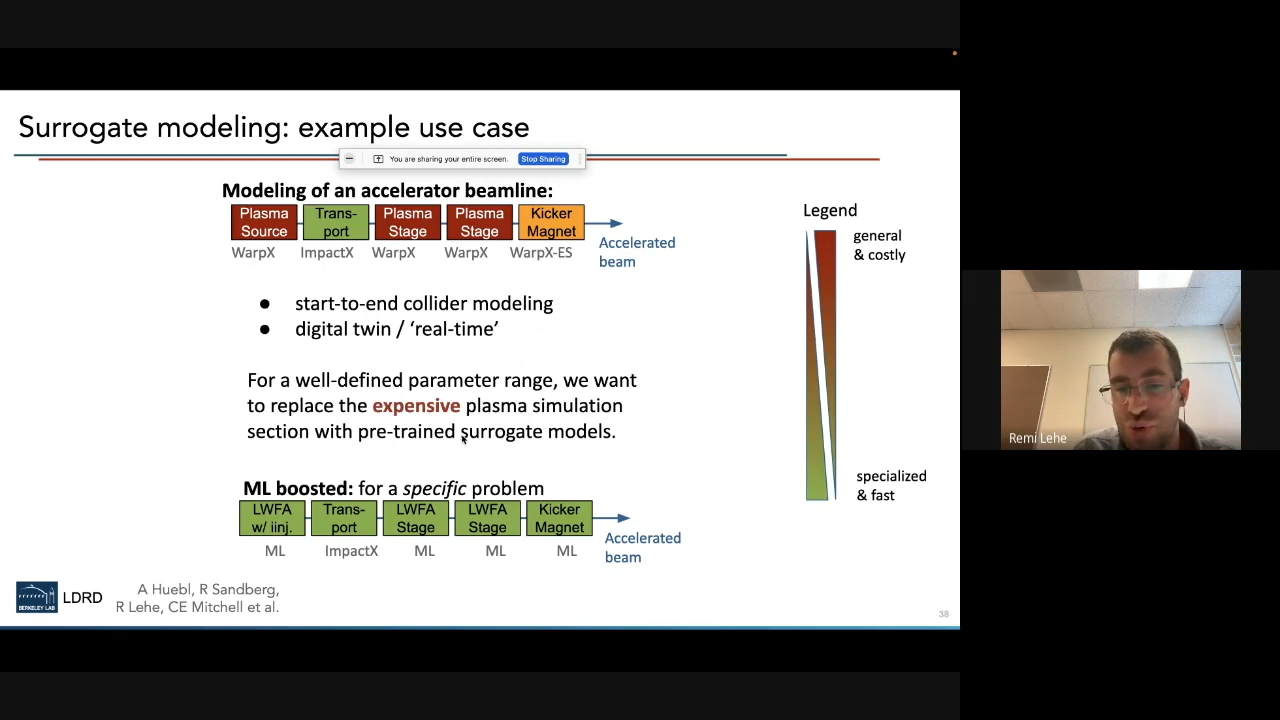 Surrogate modeling: example use case
You are sharing your entire screen. Stop Sharing
Modeling of an accelerator beamline:
Plasma Source
Trans-port
Plasma Stage
Plasma Stage
Kicker Magnet
WarpX ImpactX WarpX WarpX WarpX-ES
Accelerated
beam
● start-to-end collider modeling
● digital twin / ‘real-time’
For a well-defined parameter range, we want
to replace the expensive plasma simulation
section with pre-trained surrogate models.
ML boosted: for a specific problem
LWFA w/ iinj.
Trans-port
LWFA Stage
LWFA Stage
Kicker Magnet
ML ImpactX ML ML ML
Accelerated
beam
Legend
general
& costly
specialized
& fast
BERKELEY LAB
LDRD
A Huebl, R Sandberg,
R Lehe, CE Mitchell et al.
38
Remi Lehe